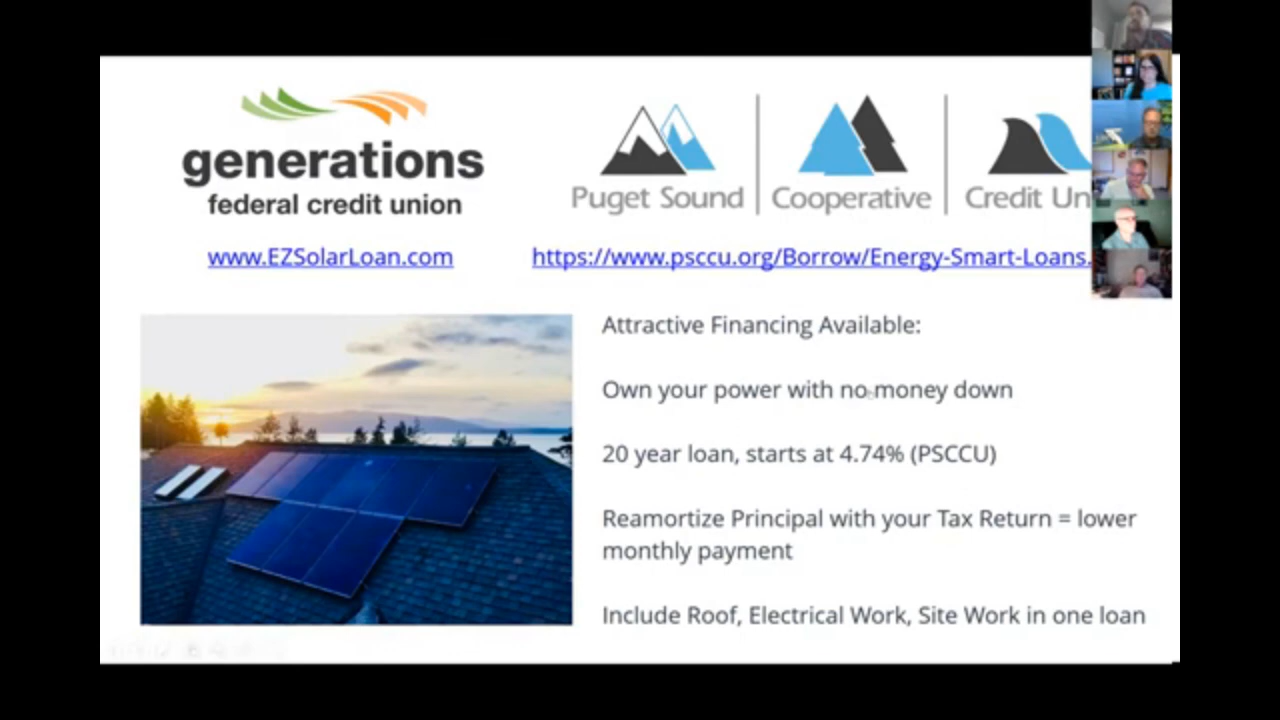 generations
federal credit union
Puget Sound
Cooperative
Credit Un
www.EZSolarLoan.com
https://www.psccu.org/Borrow/Energy-Smart-Loans.
Attractive Financing Available:
Own your power with no money down
20 year loan, starts at 4.74% (PSCCU)
Reamortize Principal with your Tax Return = lower
monthly payment
Include Roof, Electrical Work, Site Work in one loan